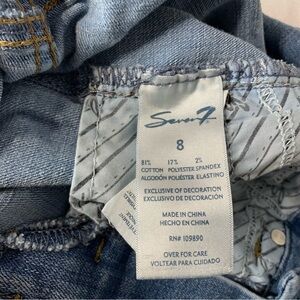 Seven7
8
81% 17% 2%
COTTON POLYESTER SPANDEX
ALGODÓN POLIÉSTER ELASTINO
EXCLUSIVE OF DECORATION
EXCLUSIVO DE DECORACIÓN
MADE IN CHINA
HECHO EN CHINA
RN# 109890
OVER FOR CARE
VOLTEAR PARA CUIDADO